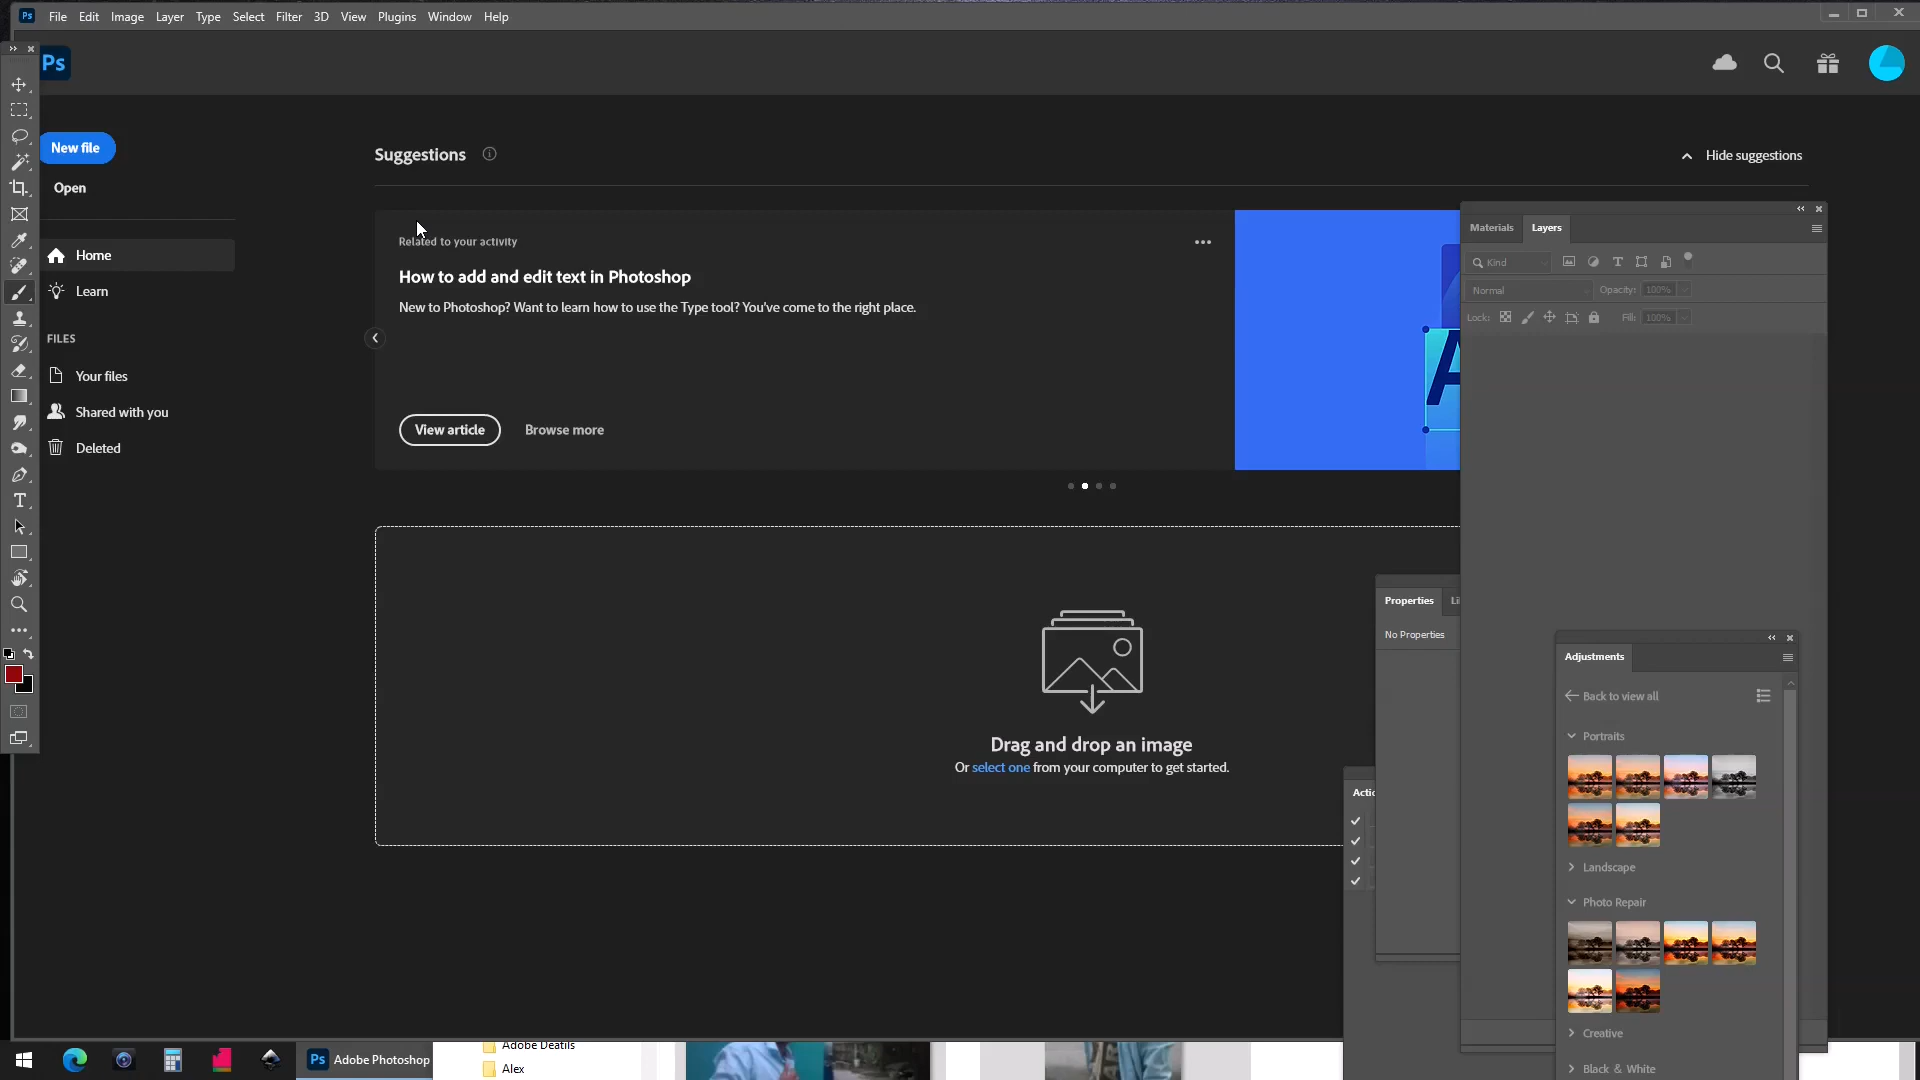 Ps File Edit Image Layer Type Select Filter 3D View Plugins Window Help
Ps
New file
Open
Home
Learn
FILES
Your files
Shared with you
Deleted
Suggestions
Hide suggestions
Related to your activity
How to add and edit text in Photoshop
New to Photoshop? Want to learn how to use the Type tool? You've come to the right place.
View article Browse more
Drag and drop an image
Or select one from your computer to get started.
Materials Layers
Kind
Normal Opacity: 100%
Lock: Fill: 100%
Properties Li
No Properties
Actic
Adjustments
Back to view all
Portraits
Landscape
Photo Repair
Creative
Black & White
Ps Adobe Photoshop
Adobe Deatils
Alex